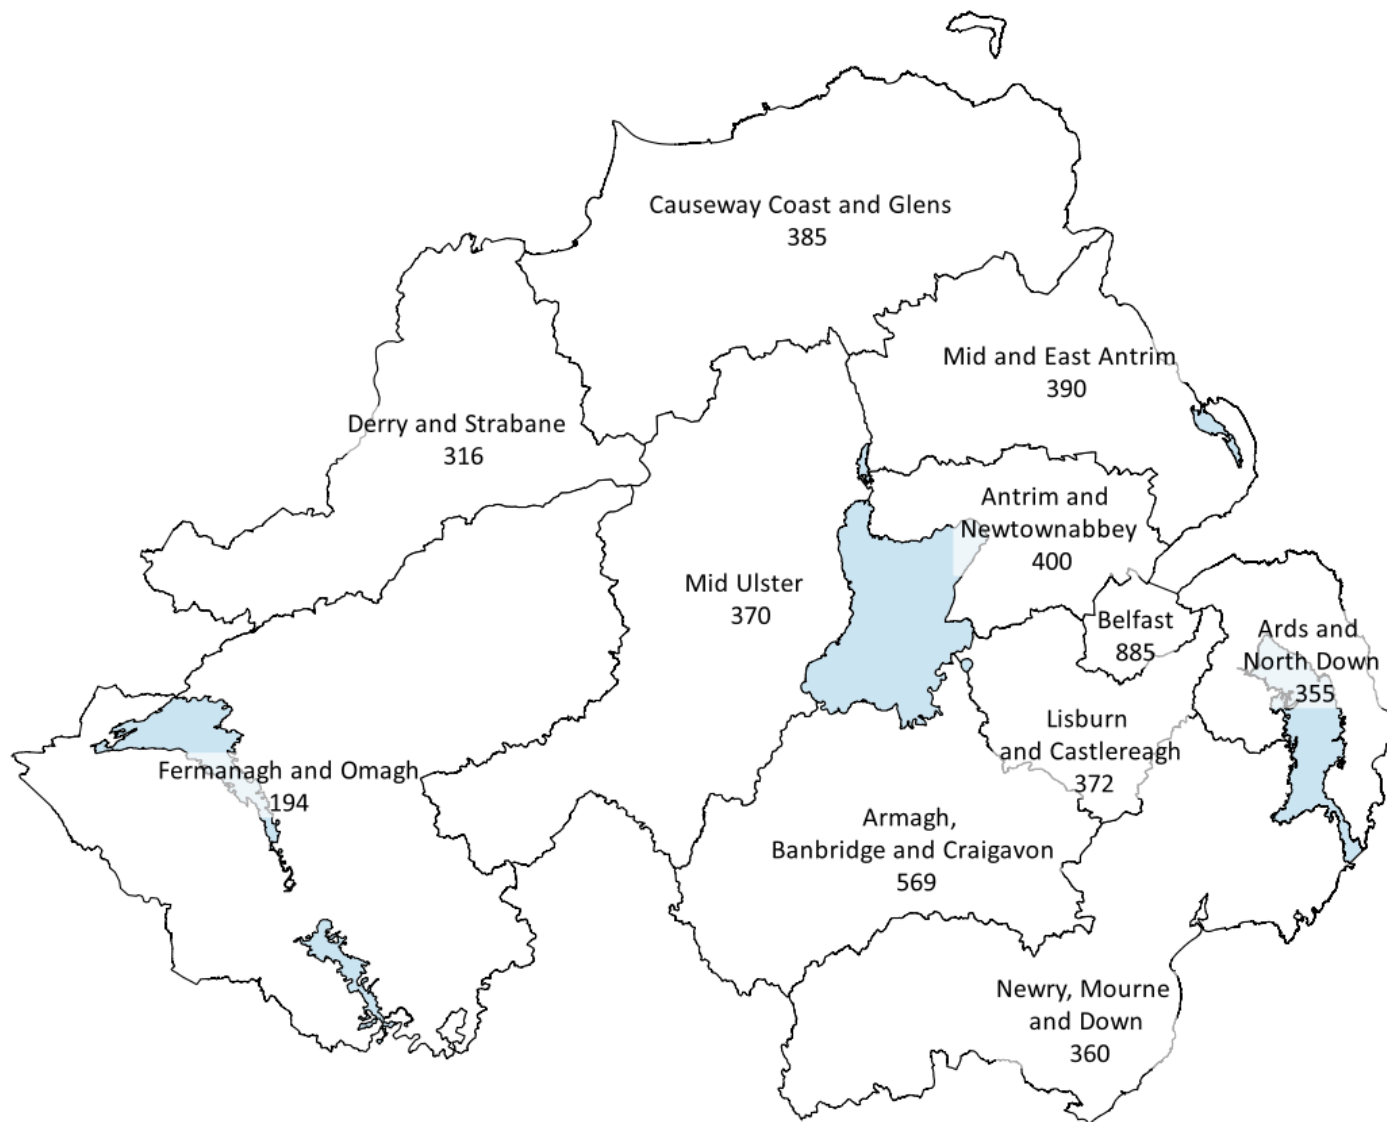 Causeway Coast and Glens
385
Mid and East Antrim
390
Derry and Strabane
316
Antrim and
Newtownabbey
400
Mid Ulster
370
Belfast
885
Ards and
North Down
355
Lisburn
and Castlereagh
372
Fermanagh and Omagh
194
Armagh,
Banbridge and Craigavon
569
Newry, Mourne
and Down
360